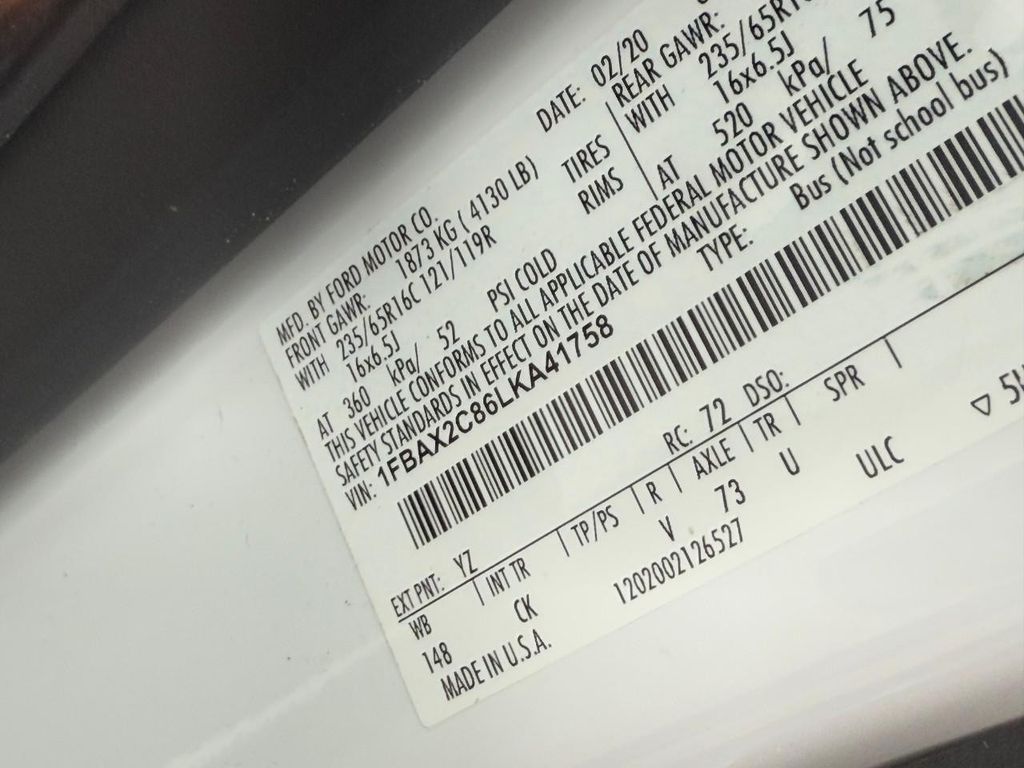 MFD. BY FORD MOTOR CO. DATE: 02/20
FRONT GAWR: REAR GAWR:
1873 KG ( 4130 LB)
WITH 235/65R16C 121/119R TIRES WITH 235/65R16
16x6.5J RIMS 16x6.5J
AT 360 kPa/ 52 PSI COLD AT 520 kPa/ 75
THIS VEHICLE CONFORMS TO ALL APPLICABLE FEDERAL MOTOR VEHICLE
SAFETY STANDARDS IN EFFECT ON THE DATE OF MANUFACTURE SHOWN ABOVE.
VIN: 1FBAX2C86LKA41758 TYPE: Bus (Not school bus)
EXT PNT: YZ RC: 72 DSO:
WB | INT TR | TP/PS | R | AXLE | TR | SPR |
148 CK V 73 U
MADE IN U.S.A. 1202002126527 ULC